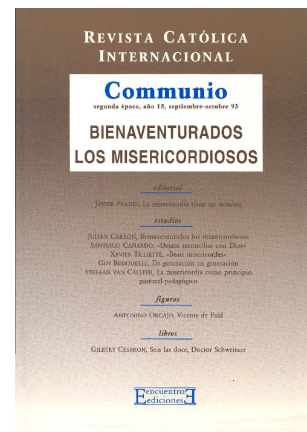 REVISTA CATÓLICA
INTERNACIONAL
Communio
segunda época, año 15, septiembre-octubre 93
BIENAVENTURADOS
LOS MISERICORDIOSOS
editorial
JAVIER PRADES, La misericordia tiene un nombre
estudios
JULIÁN CARRÓN, Bienaventurados los misericordiosos
SANTIAGO CAÑARDO, «Dejaos reconciliar con Dios»
XAVIER TILLIETTE, «Beati misericordes»
GUY BEDOUELLE, De generación en generación
STEFAAN VAN CALSTER, La misericordia como principio
pastoral-pedagógico
figuras
ANTONINO ORCAJO, Vicente de Paúl
libros
GILBERT CESBRON, Son las doce, Doctor Schweitzer
Encuentro
ediciones